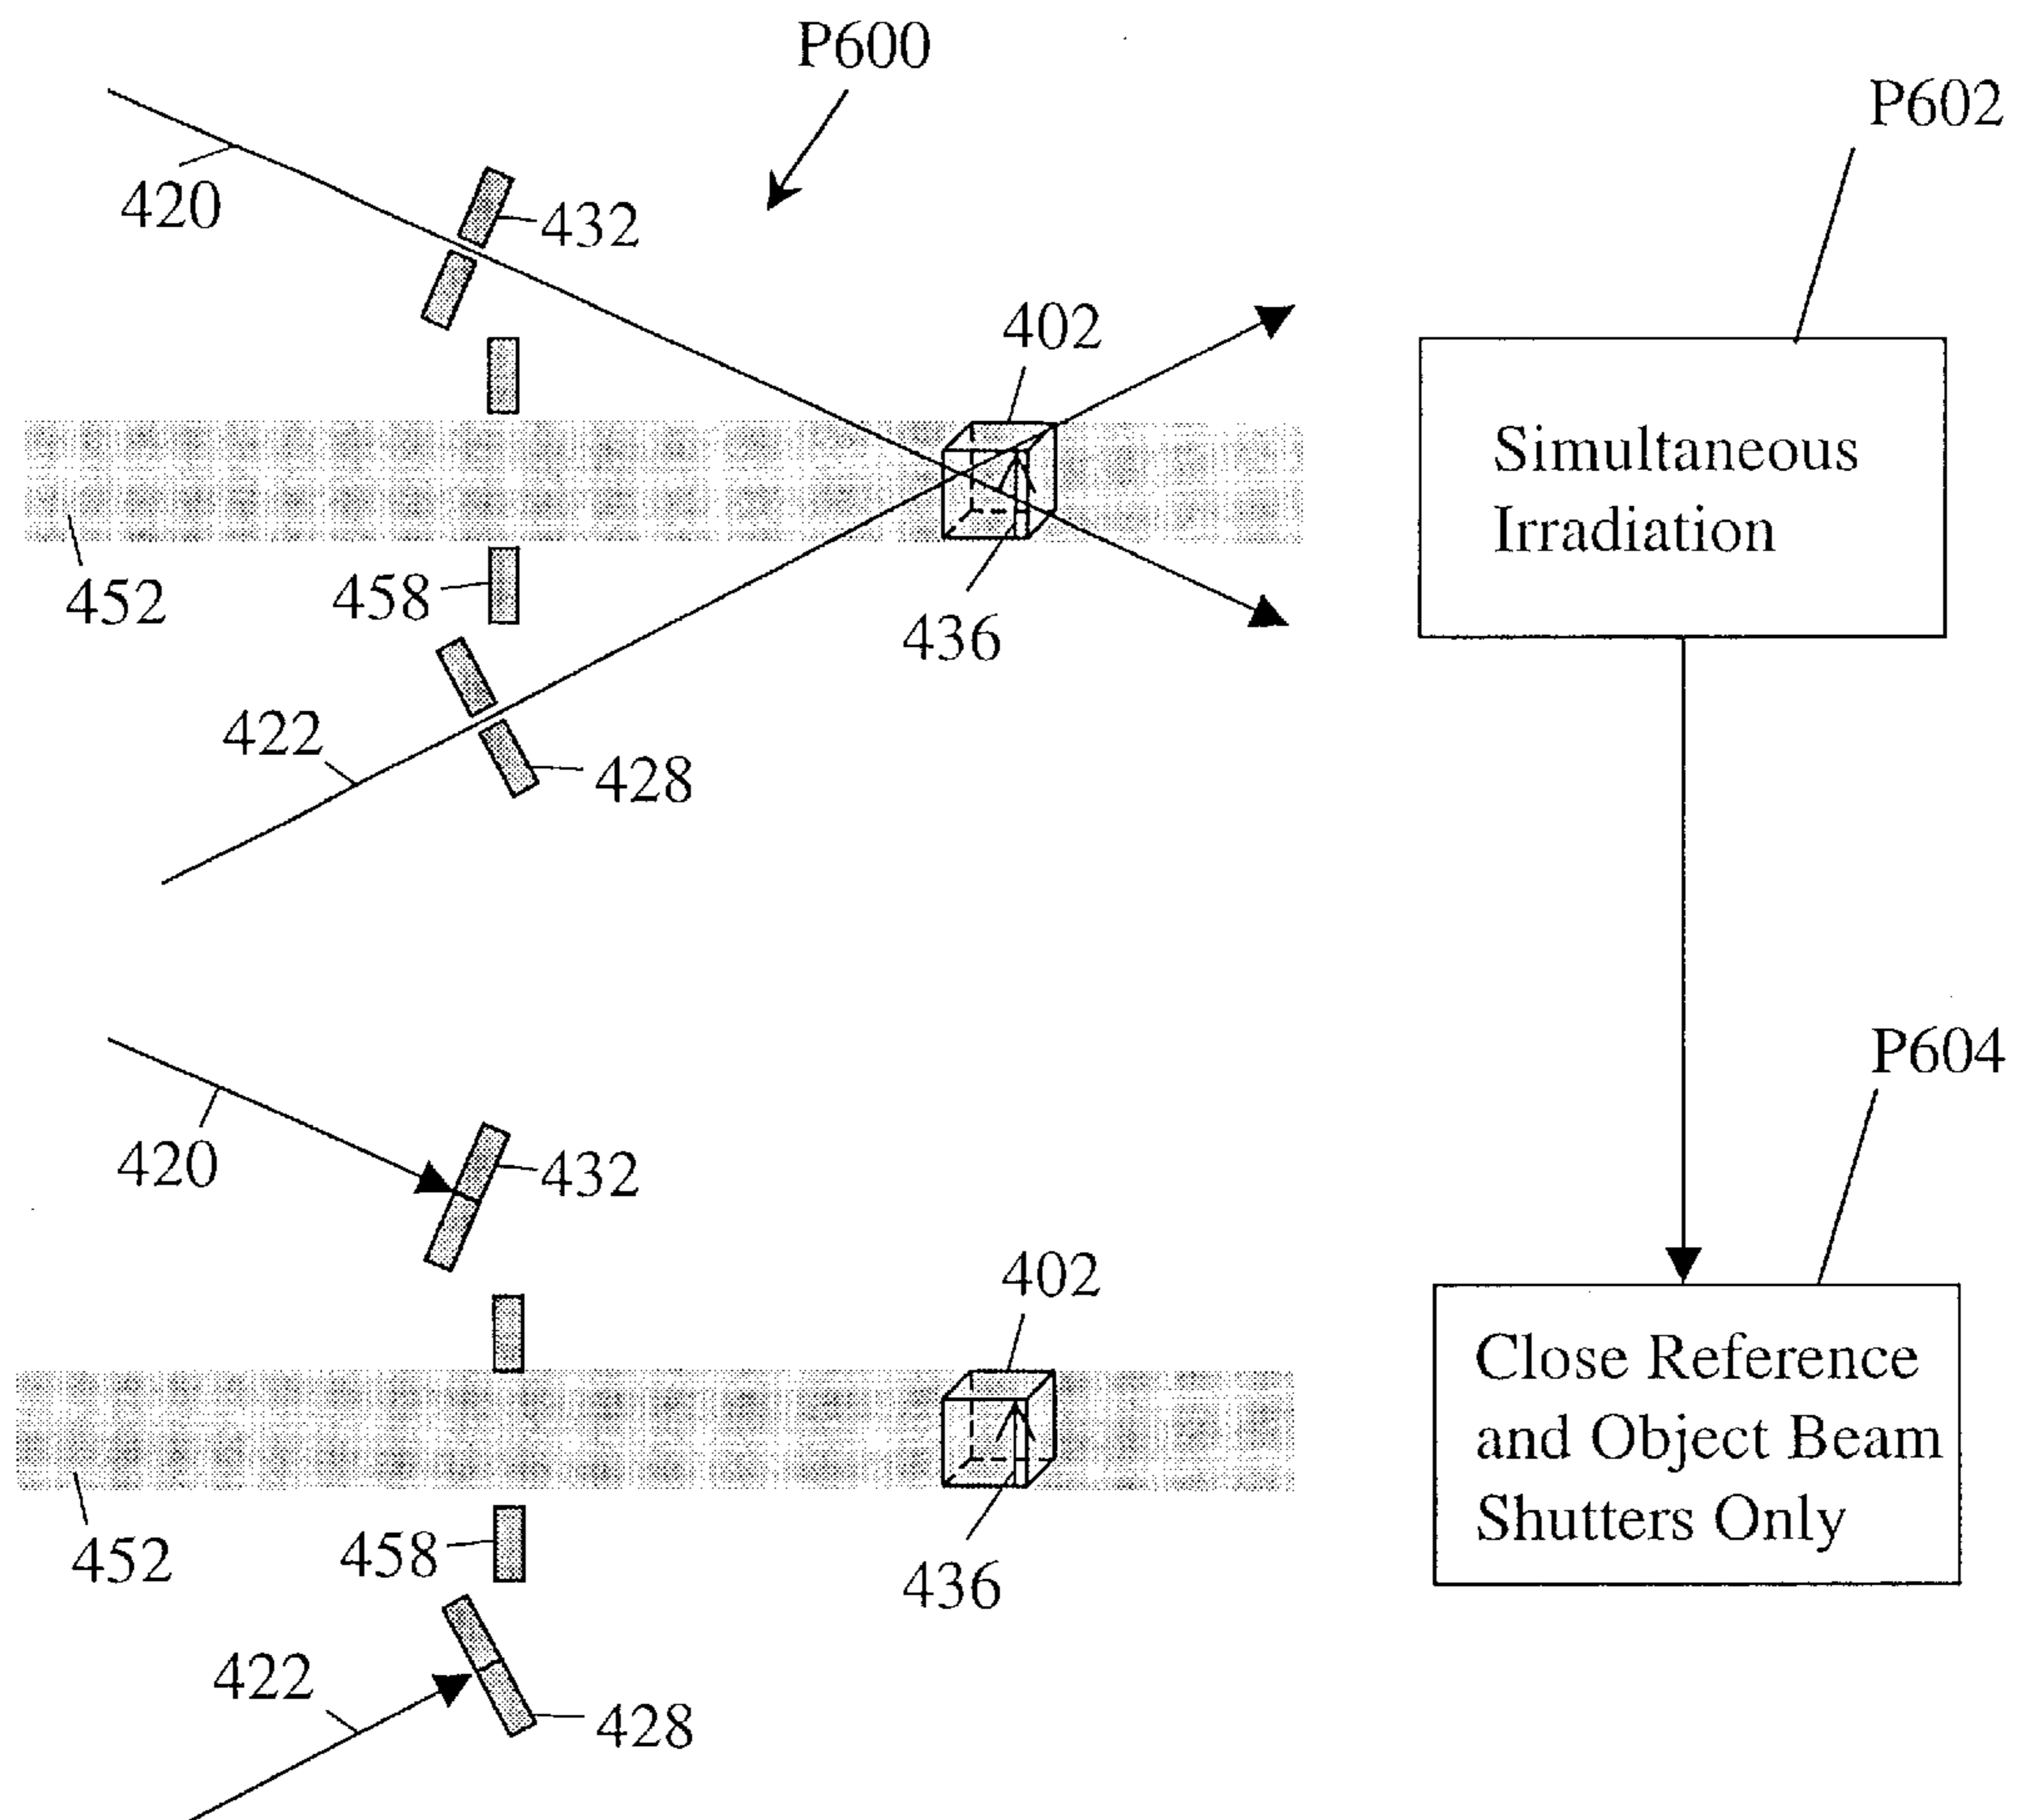 P600
P602
420
432
402
Simultaneous
Irradiation
452
458
436
422
428
P604
420
432
402
Close Reference
and Object Beam
Shutters Only
452
458
436
422
428